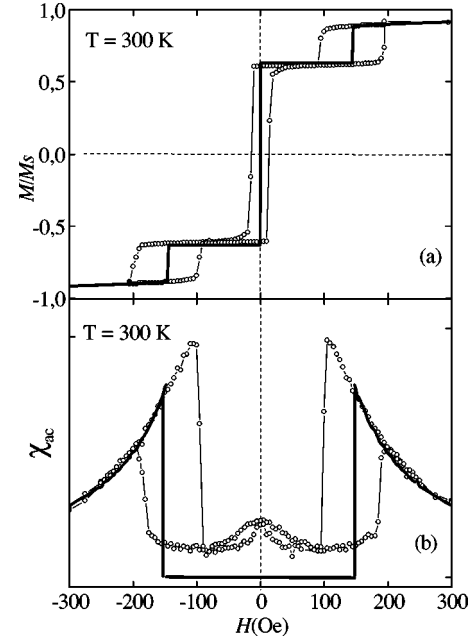 1,0
T = 300 K
0,5
M/Ms
0,0
-0,5
(a)
-1,0
T = 300 K
χac
(b)
-300 -200 -100 0 100 200 300
H(Oe)